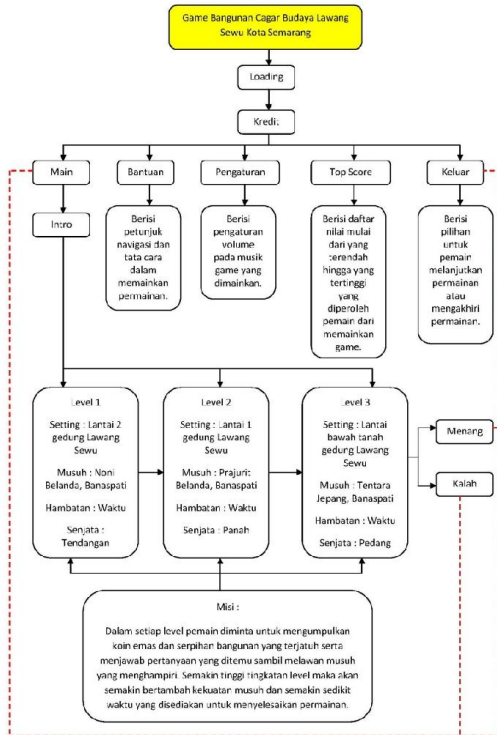 Game Bangunan Cagar Budaya Lawang
Sewu Kota Semarang
Loading
Kredit
Main
Bantuan
Pengaturan
Top Score
Keluar
Intro
Berisi
petunjuk
navigasi dan
tata cara
dalam
memainkan
permainan.
Berisi
pengaturan
volume
pada musik
game yang
dimainkan.
Berisi daftar
nilai mulai
dari yang
terendah
hingga yang
tertinggi
yang
diperoleh
pemain dari
memainkan
game.
Berisi
pilihan
untuk
pemain
melanjutkan
permainan
atau
mengakhiri
permainan.
Level 1
Setting : Lantai 2
gedung Lawang
Sewu
Musuh : Noni
Belanda, Banaspati
Hambatan : Waktu
Senjata :
Tendangan
Level 2
Setting : Lantai 1
gedung Lawang
Sewu
Musuh : Prajurit
Belanda, Banaspati
Hambatan : Waktu
Senjata : Panah
Level 3
Setting : Lantai
bawah tanah
gedung Lawang
Sewu
Musuh : Tentara
Jepang, Banaspati
Hambatan : Waktu
Senjata : Pedang
Menang
Kalah
Misi :
Dalam setiap level pemain diminta untuk mengumpulkan
koin emas dan serpihan bangunan yang terjatuh serta
menjawab pertanyaan yang ditemu sambil melawan musuh
yang menghampiri. Semakin tinggi tingkatan level maka akan
semakin bertambah kekuatan musuh dan semakin sedikit
waktu yang disediakan untuk menyelesaikan permainan.